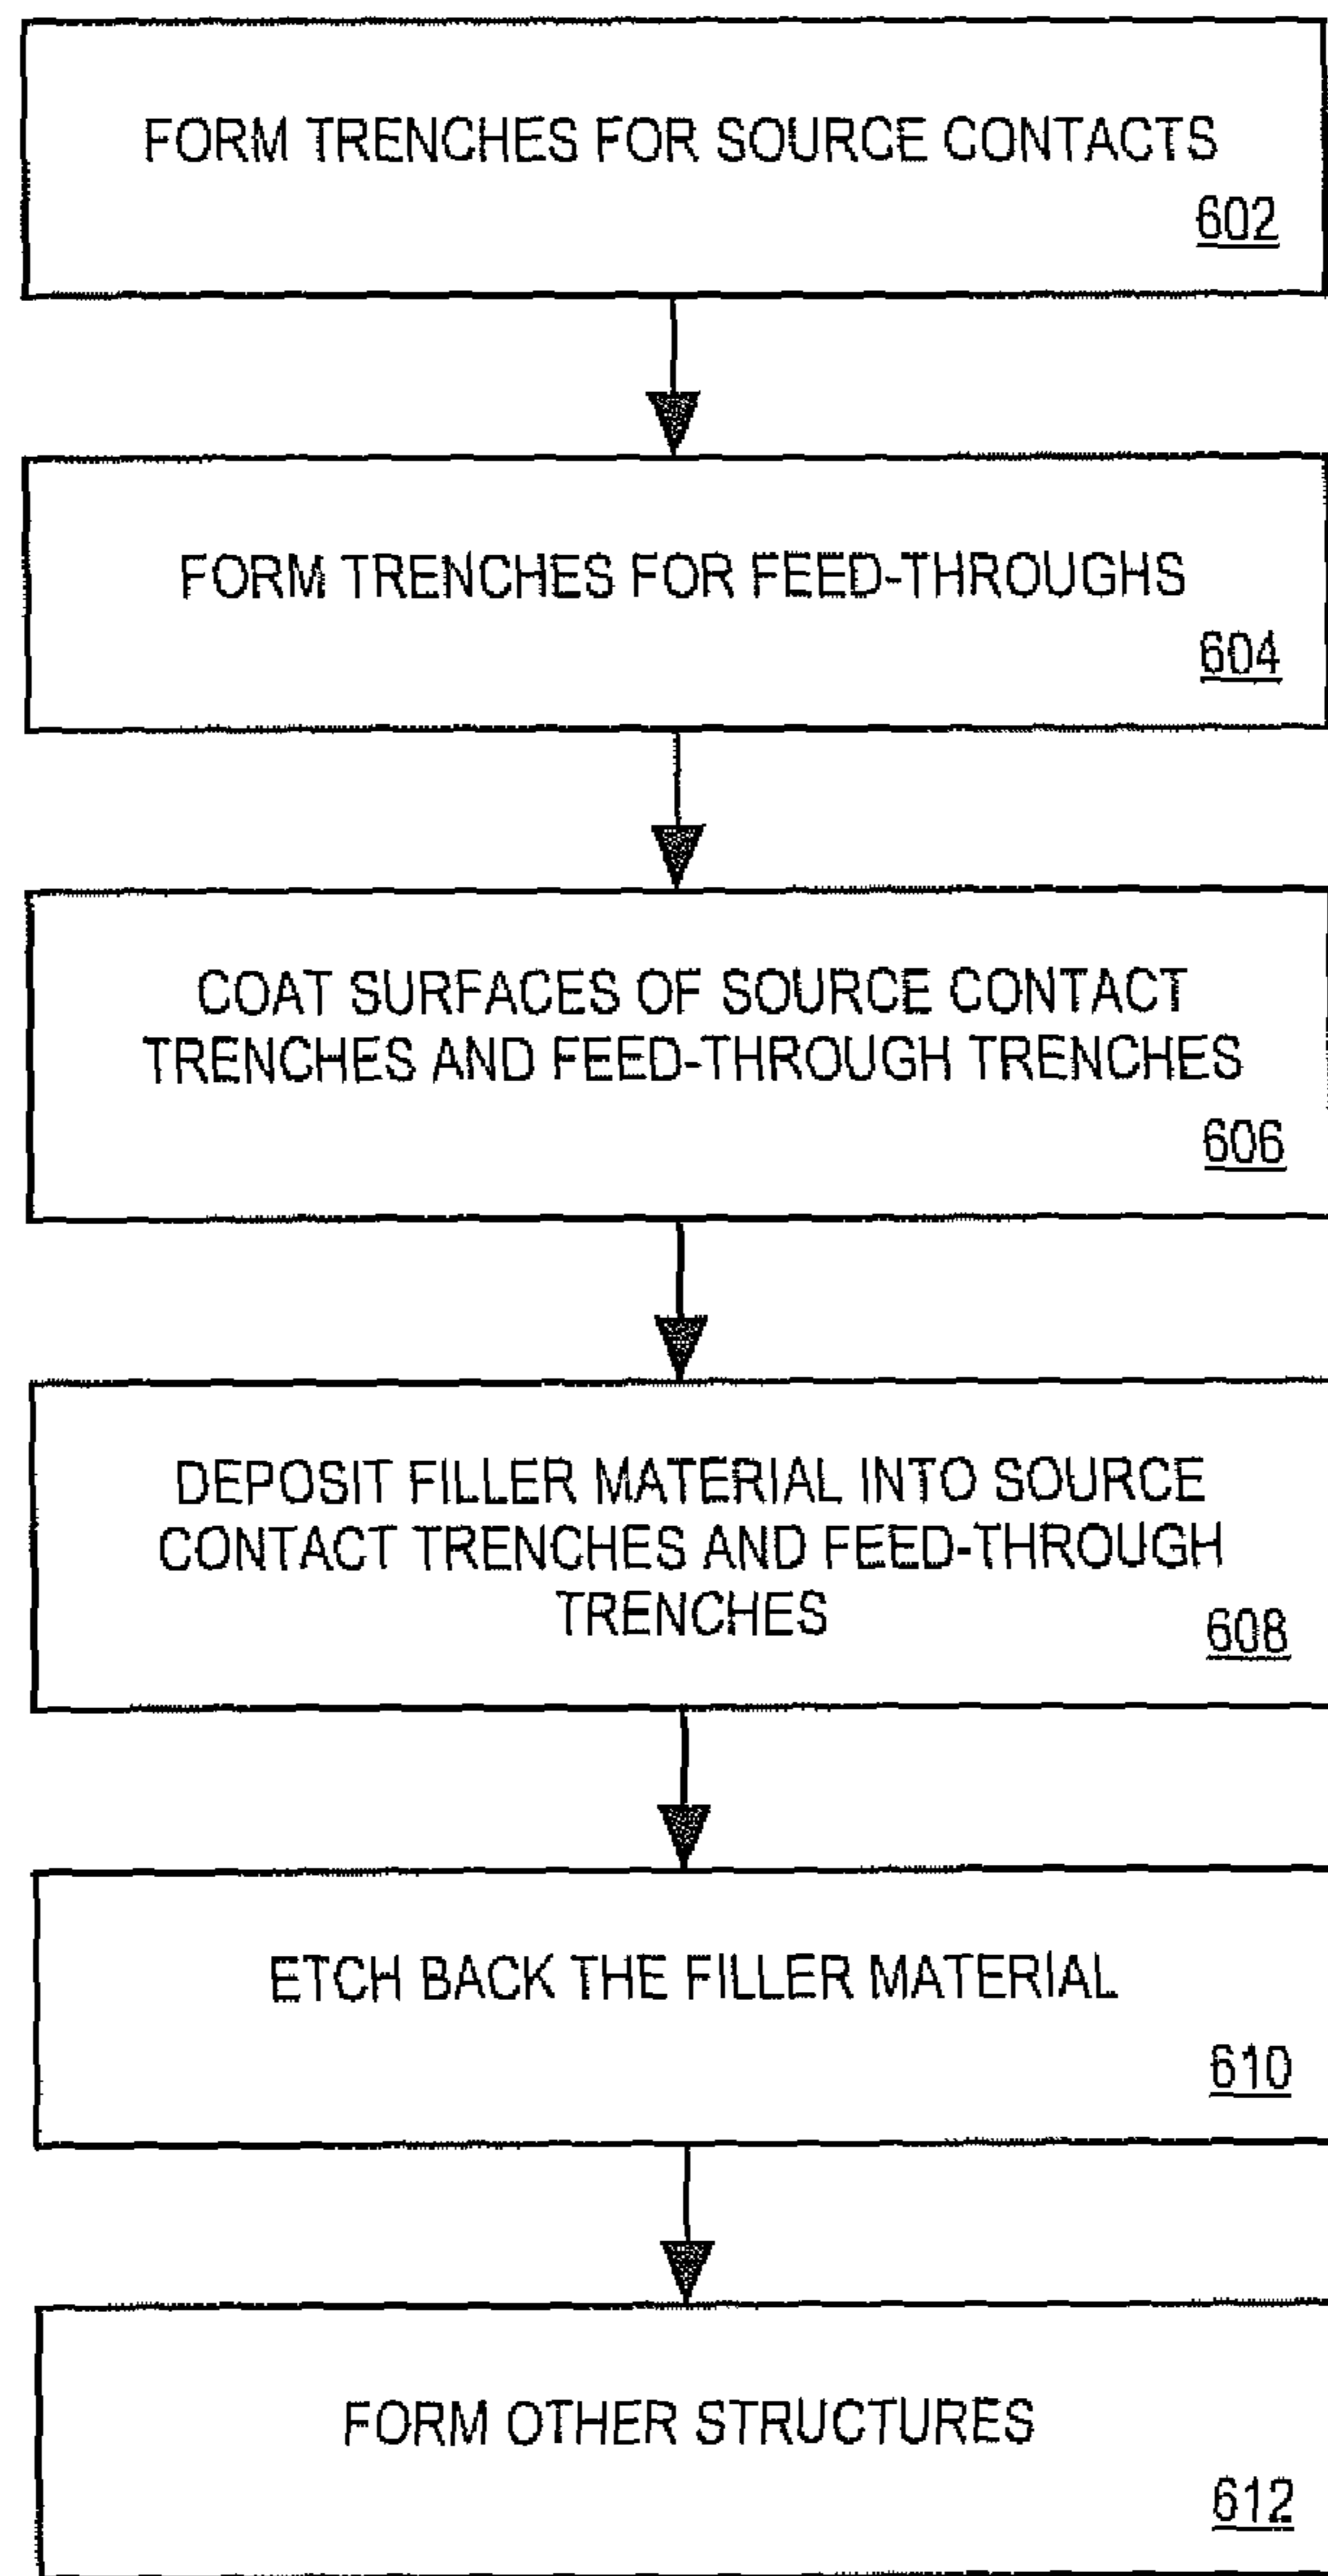 FORM TRENCHES FOR SOURCE CONTACTS
602
FORM TRENCHES FOR FEED-THROUGHS
604
COAT SURFACES OF SOURCE CONTACT
TRENCHES AND FEED-THROUGH TRENCHES
606
DEPOSIT FILLER MATERIAL INTO SOURCE
CONTACT TRENCHES AND FEED-THROUGH
TRENCHES
608
ETCH BACK THE FILLER MATERIAL
610
FORM OTHER STRUCTURES
612